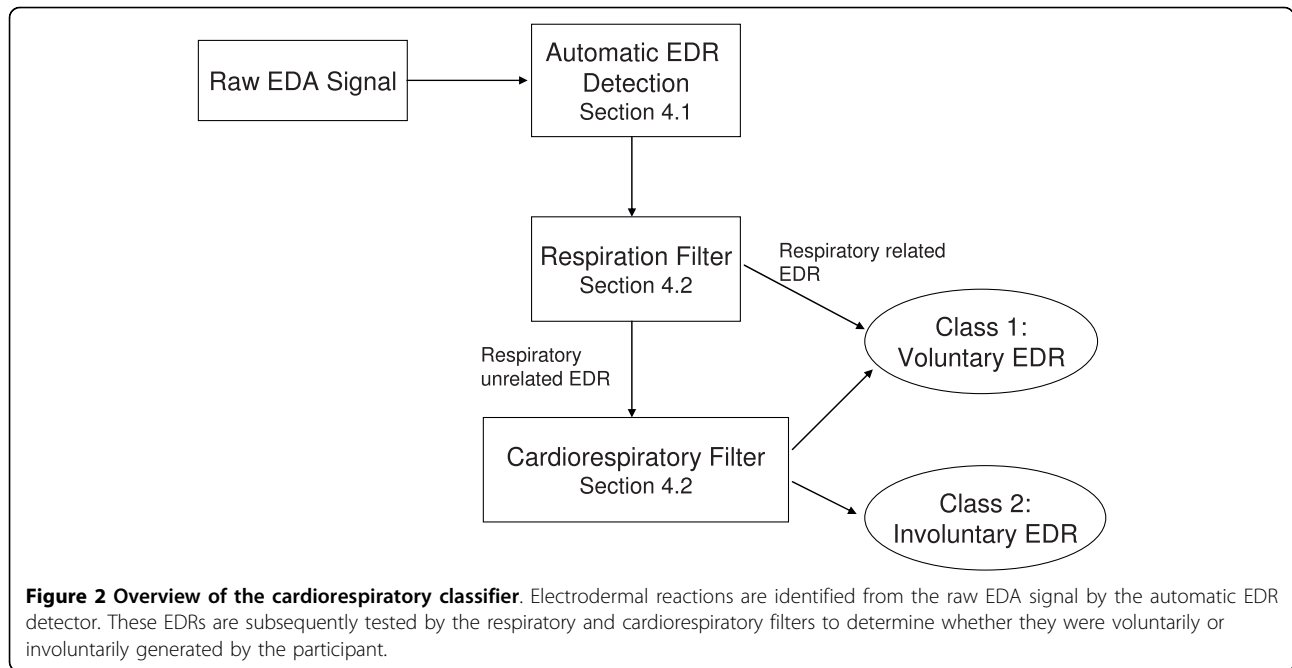 Raw EDA Signal
Automatic EDR
Detection
Section 4.1
Respiration Filter
Section 4.2
Respiratory related
EDR
Class 1:
Voluntary EDR
Respiratory
unrelated EDR
Cardiorespiratory Filter
Section 4.2
Class 2:
Involuntary EDR
Figure 2 Overview of the cardiorespiratory classifier. Electrodermal reactions are identified from the raw EDA signal by the automatic EDR
detector. These EDRs are subsequently tested by the respiratory and cardiorespiratory filters to determine whether they were voluntarily or
involuntarily generated by the participant.